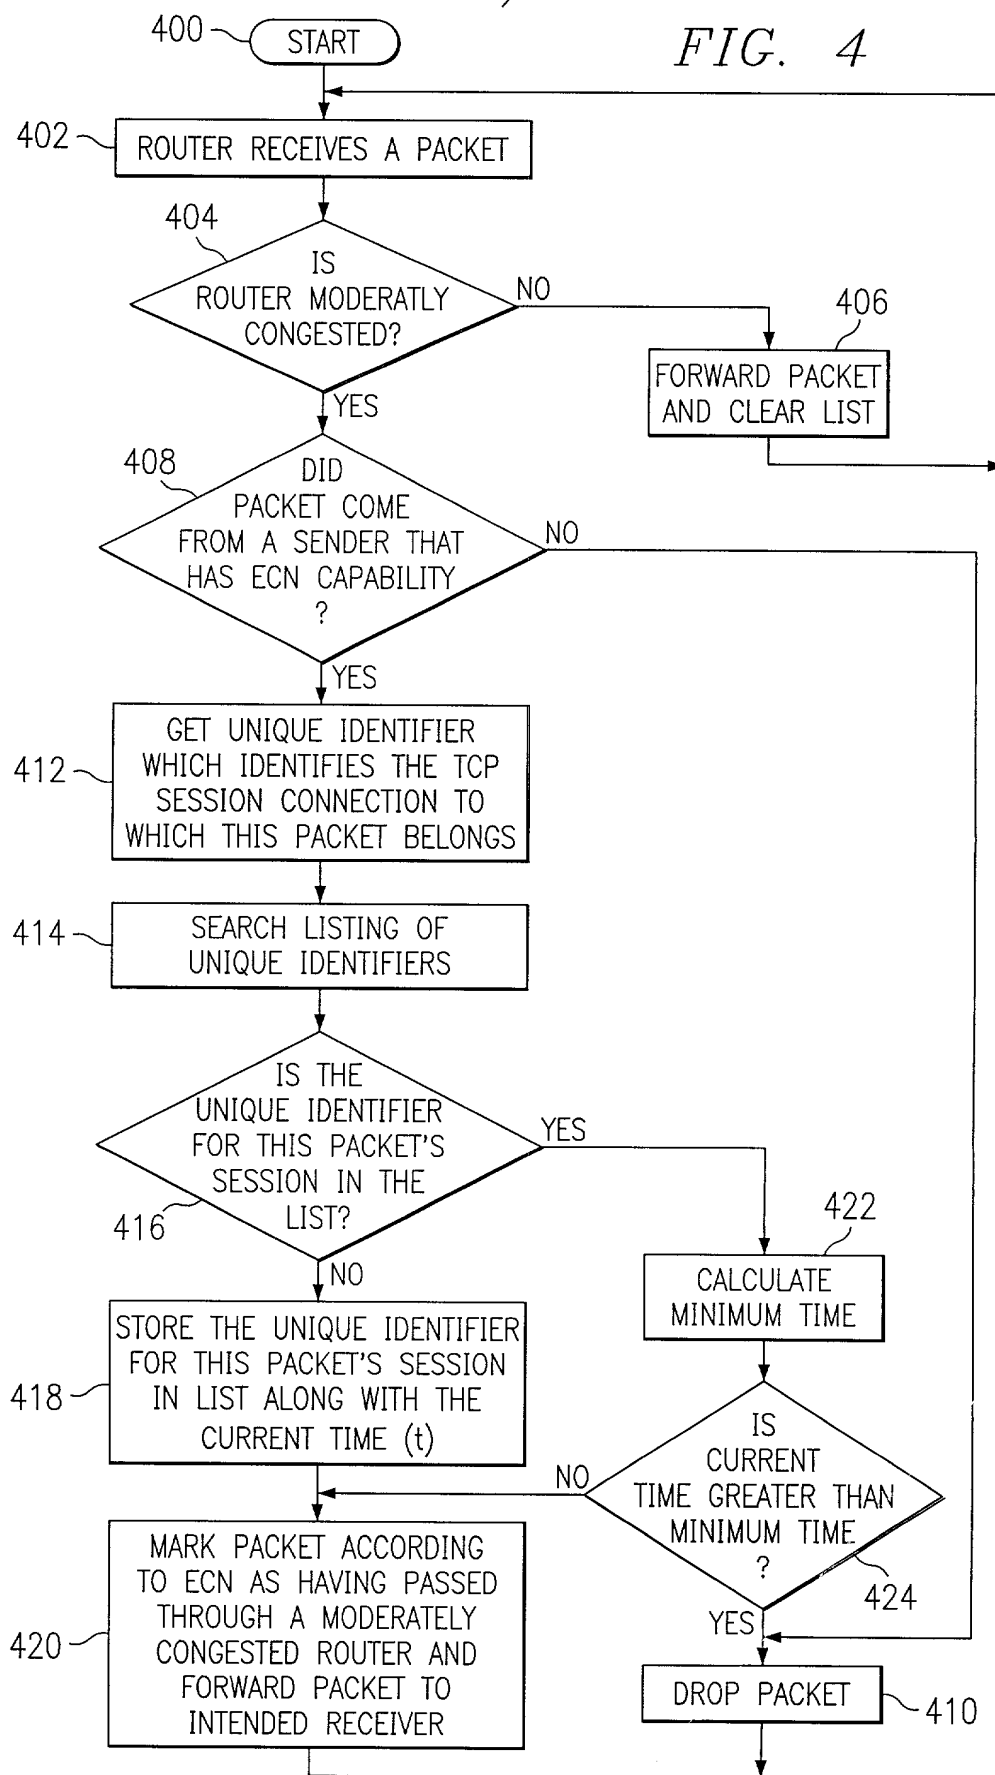 FIG. 4
400
START
402
ROUTER RECEIVES A PACKET
404
IS
ROUTER MODERATLY
CONGESTED?
NO
YES
406
FORWARD PACKET
AND CLEAR LIST
408
DID
PACKET COME
FROM A SENDER THAT
HAS ECN CAPABILITY
?
NO
YES
412
GET UNIQUE IDENTIFIER
WHICH IDENTIFIES THE TCP
SESSION CONNECTION TO
WHICH THIS PACKET BELONGS
414
SEARCH LISTING OF
UNIQUE IDENTIFIERS
IS THE
UNIQUE IDENTIFIER
FOR THIS PACKET'S
SESSION IN THE
LIST?
416
YES
NO
422
CALCULATE
MINIMUM TIME
418
STORE THE UNIQUE IDENTIFIER
FOR THIS PACKET'S SESSION
IN LIST ALONG WITH THE
CURRENT TIME (t)
IS
CURRENT
TIME GREATER THAN
MINIMUM TIME
?
424
NO
YES
420
MARK PACKET ACCORDING
TO ECN AS HAVING PASSED
THROUGH A MODERATELY
CONGESTED ROUTER AND
FORWARD PACKET TO
INTENDED RECEIVER
DROP PACKET
410